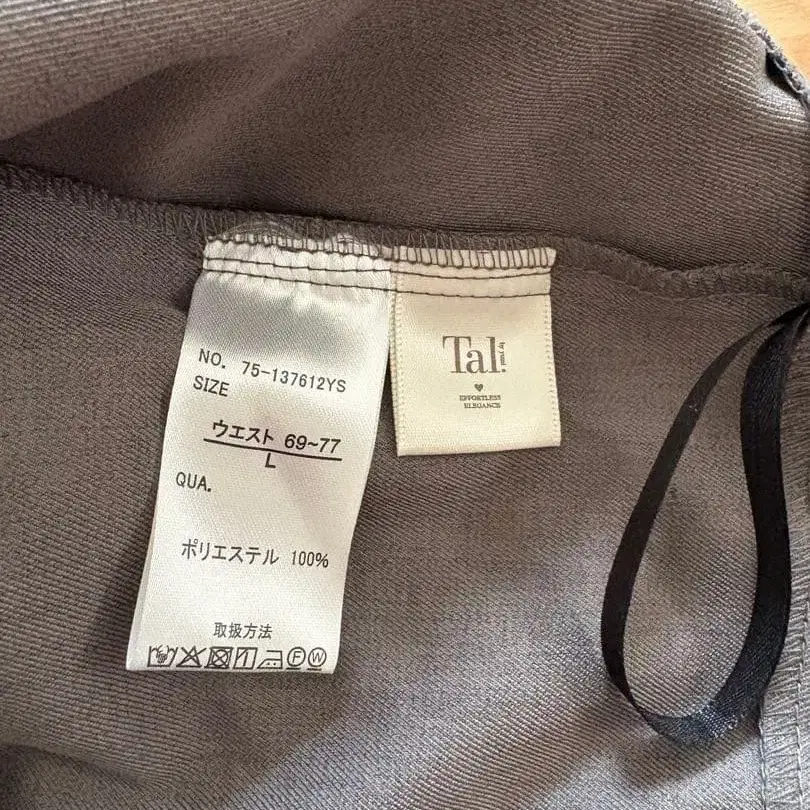 NO. 75-137612YS
SIZE
ウエスト 69~77
L
QUA.
ポリエステル 100%
取扱方法
F W
Tal. by yumi
EFFORTLESS
ELEGANCE